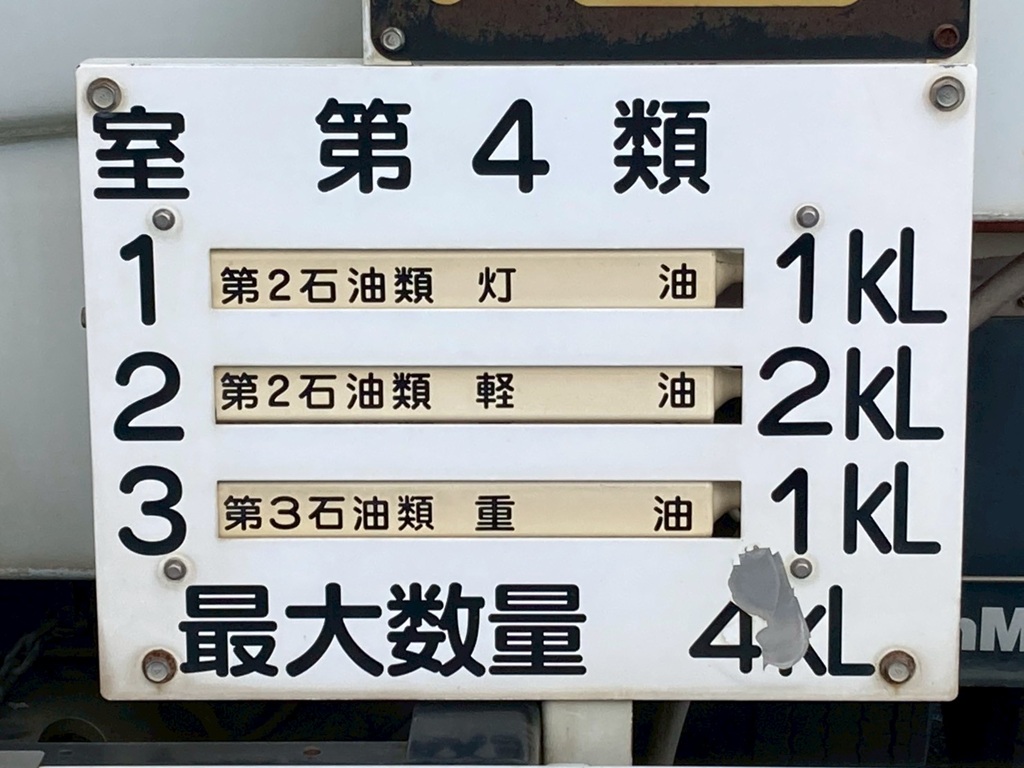 室 第4類
1 第2石油類 灯 油 1kL
2 第2石油類 軽 油 2kL
3 第3石油類 重 油 1kL
最大数量 4kL